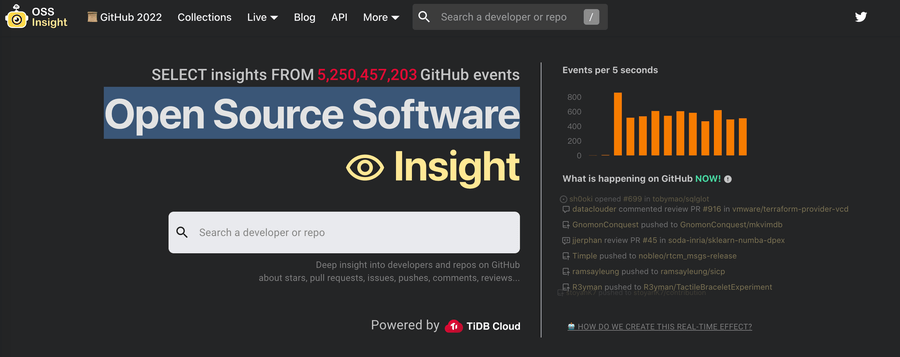 OSS
Insight
GitHub 2022 Collections Live Blog API More Search a developer or repo /
SELECT insights FROM 5,250,457,203 GitHub events
Open Source Software
Insight
Search a developer or repo
Deep insight into developers and repos on GitHub
about stars, pull requests, issues, pushes, comments, reviews...
Powered by TiDB Cloud
Events per 5 seconds
800
600
400
200
0
What is happening on GitHub NOW!
sh0oki opened #699 in tobymao/sqlglot
dataclouder commented review PR #916 in vmware/terraform-provider-vcd
GnomonConquest pushed to GnomonConquest/mkvimdb
jjerphan review PR #45 in soda-inria/sklearn-numba-dpex
Timple pushed to nobleo/rtcm_msgs-release
ramsayleung pushed to ramsayleung/sicp
R3yman pushed to R3yman/TactileBraceletExperiment
HOW DO WE CREATE THIS REAL-TIME EFFECT?